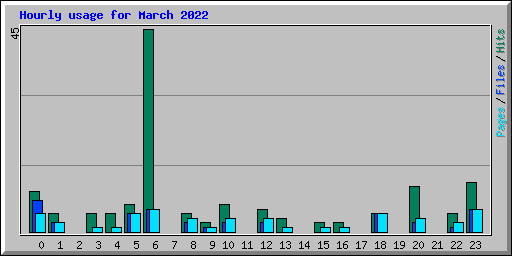 Hourly usage for March 2022
45
Pages/Files/Hits
0 1 2 3 4 5 6 7 8 9 10 11 12 13 14 15 16 17 18 19 20 21 22 23